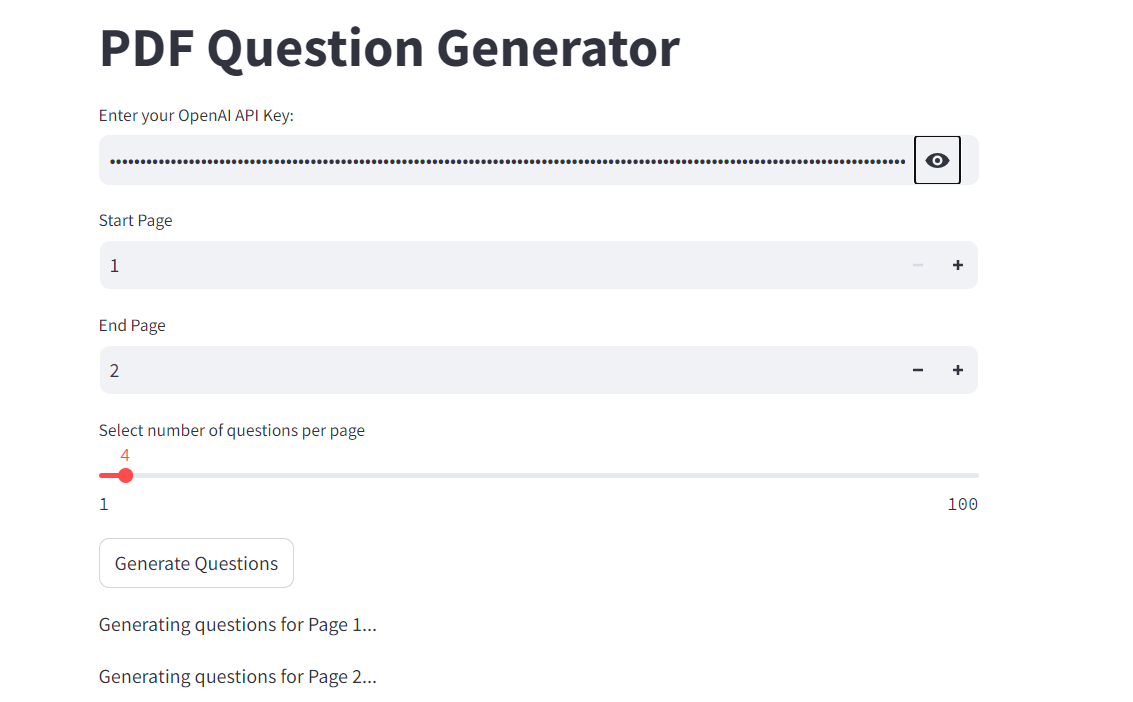 PDF Question Generator
Enter your OpenAI API Key:
Start Page
1
End Page
2
Select number of questions per page
4
1 100
Generate Questions
Generating questions for Page 1...
Generating questions for Page 2...